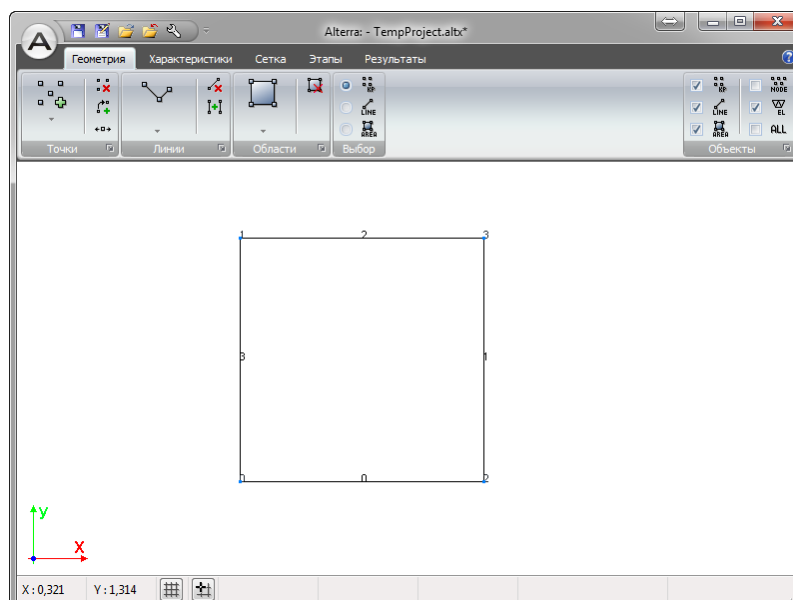 Alterra: - TempProject.altx*
A
Геометрия Характеристики Сетка Этапы Результаты
KP
LINE
AREA
KP NODE
LINE EL
AREA ALL
Точки Линии Области Выбор Объекты
1 2 3
3 1
0 0 2
y
X
X : 0,321 Y : 1,314